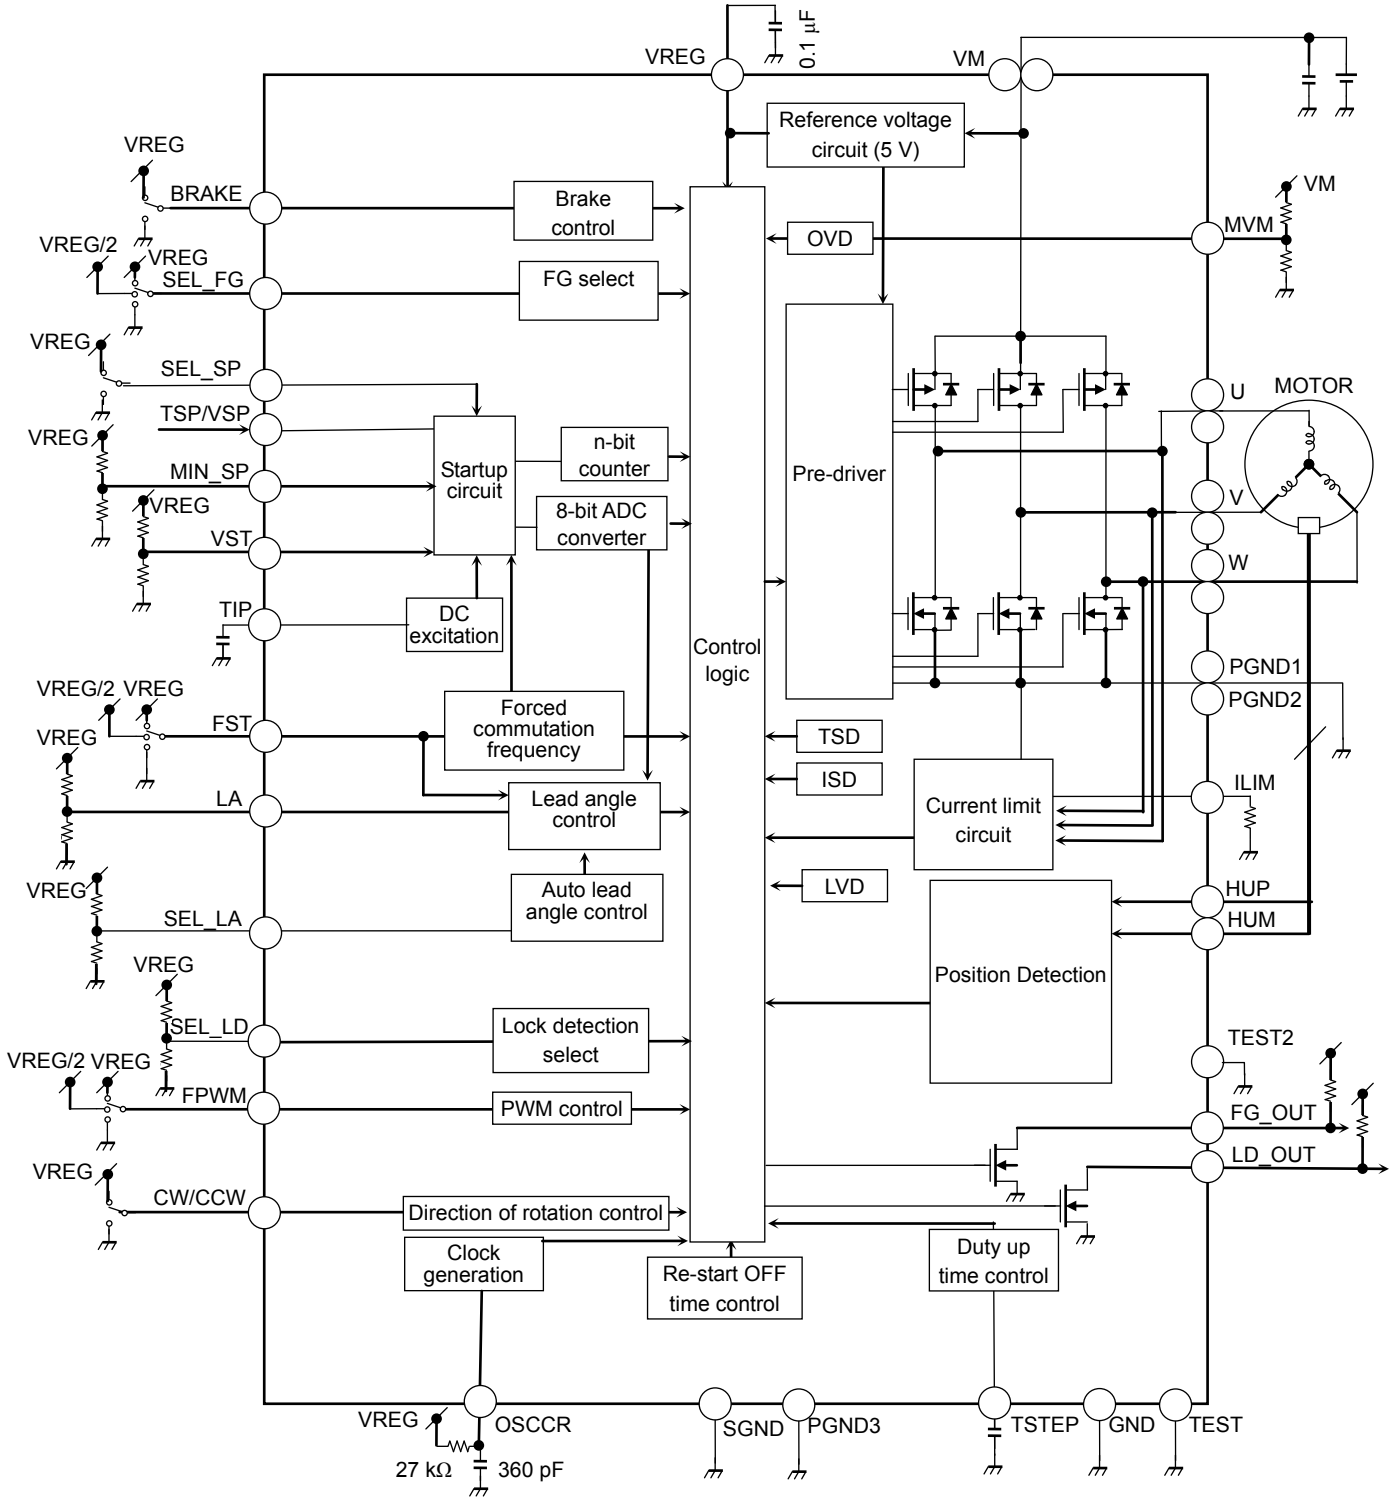 VREG
0.1 µF
VM
Reference voltage
circuit (5 V)
VREG
BRAKE
Brake
control
VM
MVM
OVD
VREG/2
VREG
SEL_FG
FG select
VREG
SEL_SP
TSP/VSP
VREG
MIN_SP
VREG
VST
Startup
circuit
n-bit
counter
8-bit ADC
converter
Pre-driver
U
MOTOR
V
W
TIP
DC
excitation
Control
logic
PGND1
PGND2
VREG/2
VREG
FST
VREG
Forced
commutation
frequency
TSD
ISD
LA
Lead angle
control
Current limit
circuit
ILIM
VREG
SEL_LA
Auto lead
angle control
LVD
HUP
HUM
Position Detection
VREG
SEL_LD
Lock detection
select
TEST2
VREG/2
VREG
FPWM
PWM control
FG_OUT
LD_OUT
VREG
CW/CCW
Direction of rotation control
Clock
generation
Re-start OFF
time control
Duty up
time control
VREG
OSCCR
27 kΩ
360 pF
SGND
PGND3
TSTEP
GND
TEST